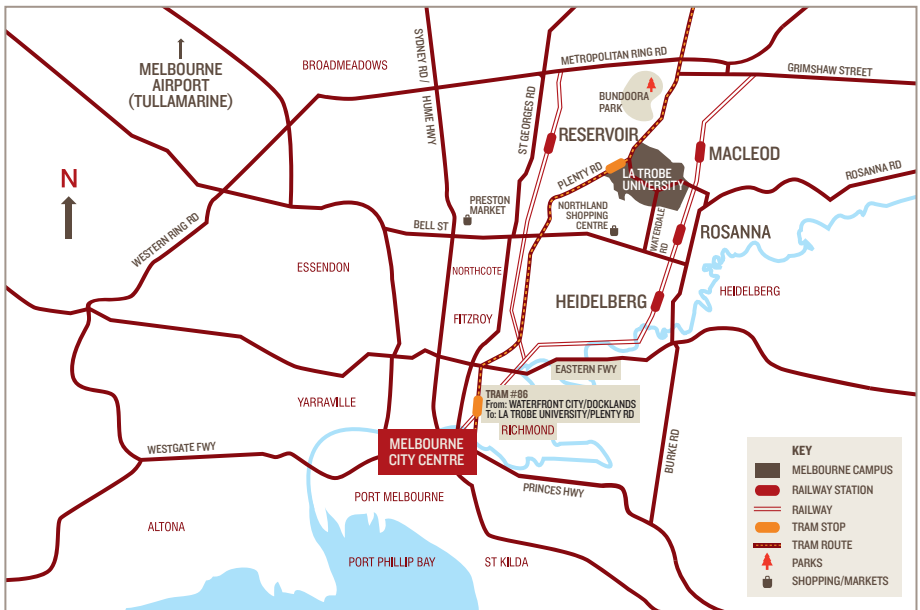 MELBOURNE
AIRPORT
(TULLAMARINE)
BROADMEADOWS
SYDNEY RD /
HUME HWY
ST GEORGES RD
METROPOLITAN RING RD
GRIMSHAW STREET
BUNDOORA
PARK
RESERVOIR
MACLEOD
PLENTY RD
LA TROBE
UNIVERSITY
ROSANNA RD
N
WESTERN RING RD
PRESTON
MARKET
NORTHLAND
SHOPPING
CENTRE
WATERDALE
RD
BELL ST
ROSANNA
ESSENDON
NORTHCOTE
HEIDELBERG
HEIDELBERG
FITZROY
EASTERN FWY
YARRAVILLE
TRAM #86
From: WATERFRONT CITY/DOCKLANDS
To: LA TROBE UNIVERSITY/PLENTY RD
RICHMOND
WESTGATE FWY
MELBOURNE
CITY CENTRE
BURKE RD
PRINCES HWY
PORT MELBOURNE
ALTONA
PORT PHILLIP BAY
ST KILDA
KEY
MELBOURNE CAMPUS
RAILWAY STATION
RAILWAY
TRAM STOP
TRAM ROUTE
PARKS
SHOPPING/MARKETS